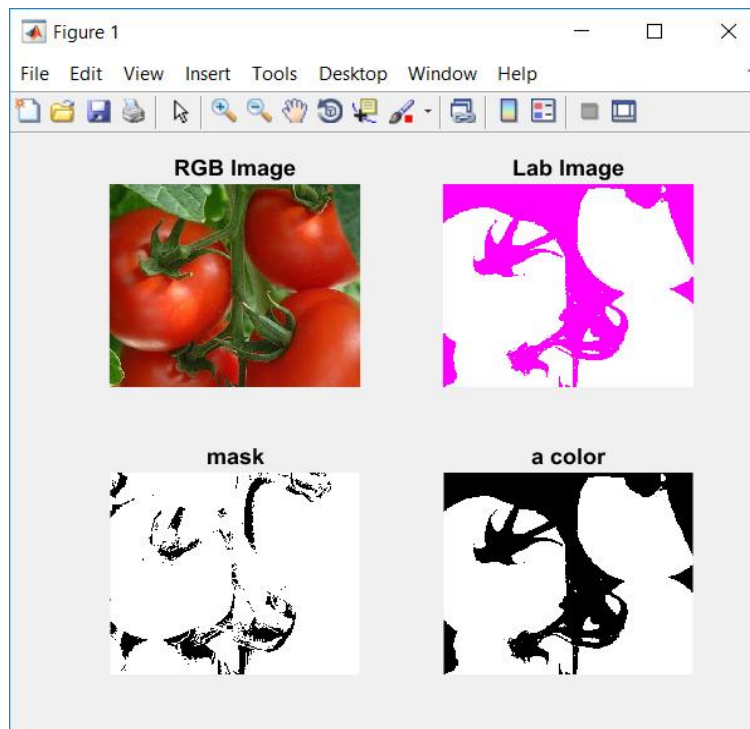 Figure 1
File Edit View Insert Tools Desktop Window Help
RGB Image
Lab Image
mask
a color